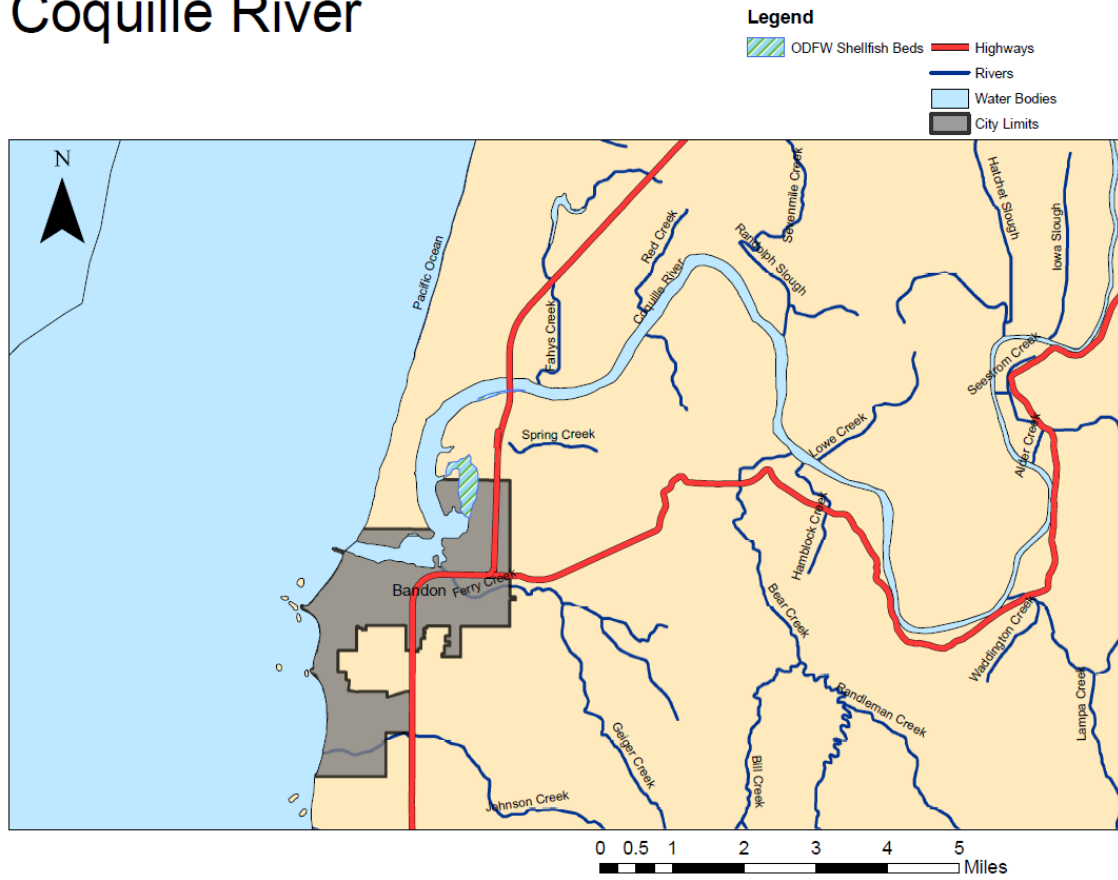 Coquille River
Legend
ODFW Shellfish Beds
Highways
Rivers
Water Bodies
City Limits
N
Pacific Ocean
Fahys Creek
Red Creek
Coquille River
Randolph Slough
Sevenmile Creek
Hatchet Slough
Iowa Slough
Seestrom Creek
Alder Creek
Spring Creek
Lowe Creek
Hamblock Creek
Bandon
Ferry Creek
Bear Creek
Waddington Creek
Lampa Creek
Randleman Creek
Geiger Creek
Bill Creek
Johnson Creek
0 0.5 1 2 3 4 5
Miles